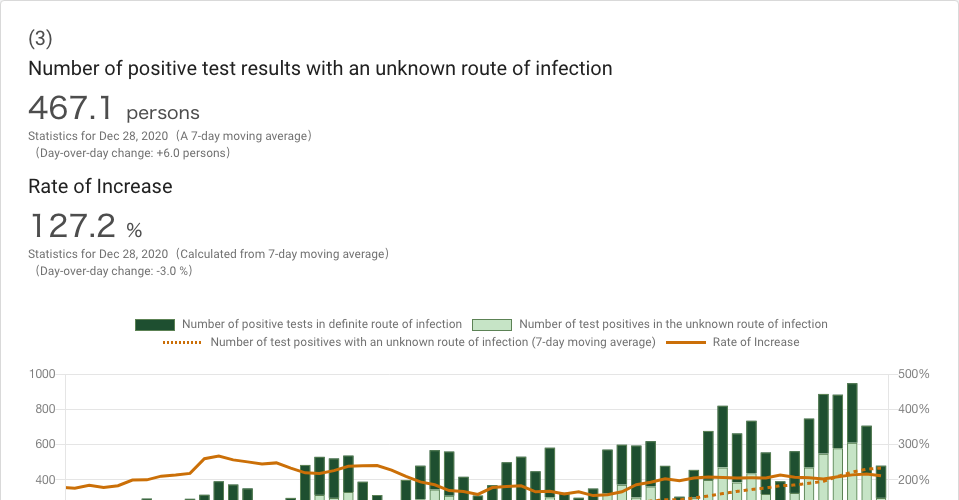 (3)
Number of positive test results with an unknown route of infection
467.1 persons
Statistics for Dec 28, 2020（A 7-day moving average）
（Day-over-day change: +6.0 persons）
Rate of Increase
127.2 %
Statistics for Dec 28, 2020（Calculated from 7-day moving average）
（Day-over-day change: -3.0 %）
Number of positive tests in definite route of infection Number of test positives in the unknown route of infection
Number of test positives with an unknown route of infection (7-day moving average) Rate of Increase
1000 500%
800 400%
600 300%
400 200%